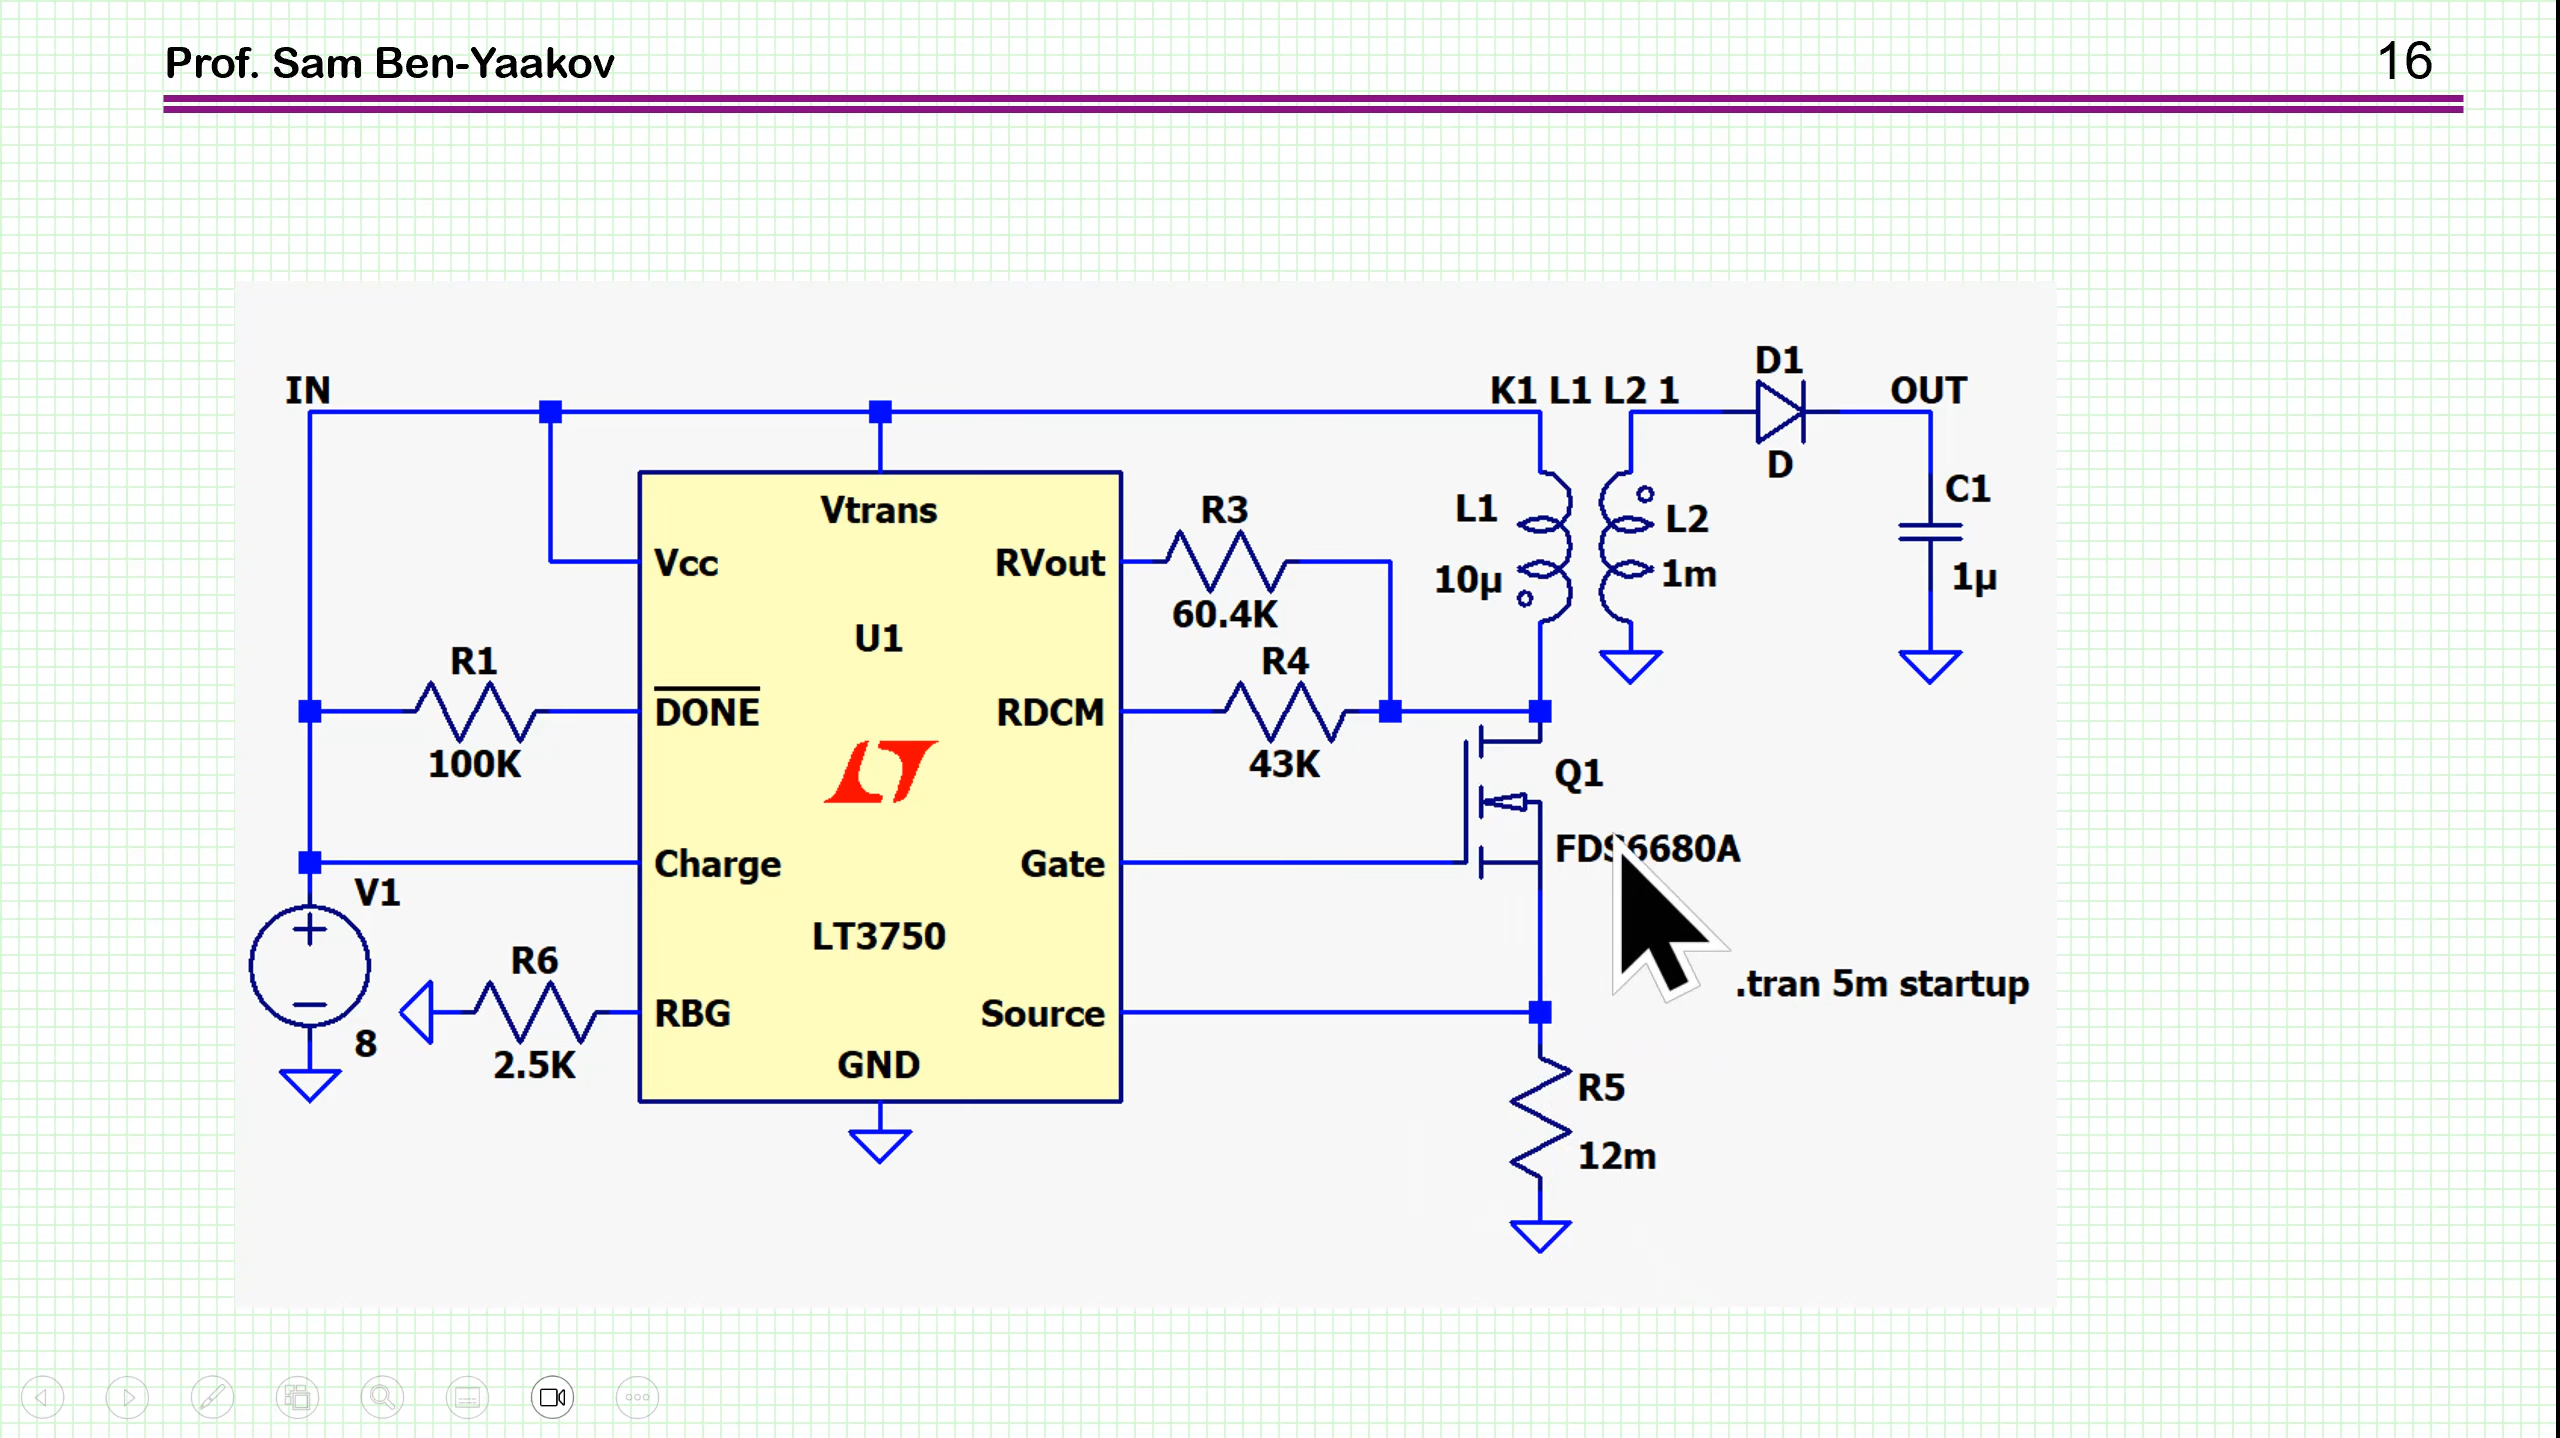 Prof. Sam Ben-Yaakov
16
IN
K1 L1 L2 1
D1
OUT
D
Vtrans
Vcc
RVout
R3
60.4K
L1
10µ
L2
1m
C1
1µ
U1
R1
100K
DONE
RDCM
R4
43K
Q1
FDS6680A
Charge
Gate
V1
8
LT3750
R6
2.5K
RBG
Source
GND
.tran 5m startup
R5
12m